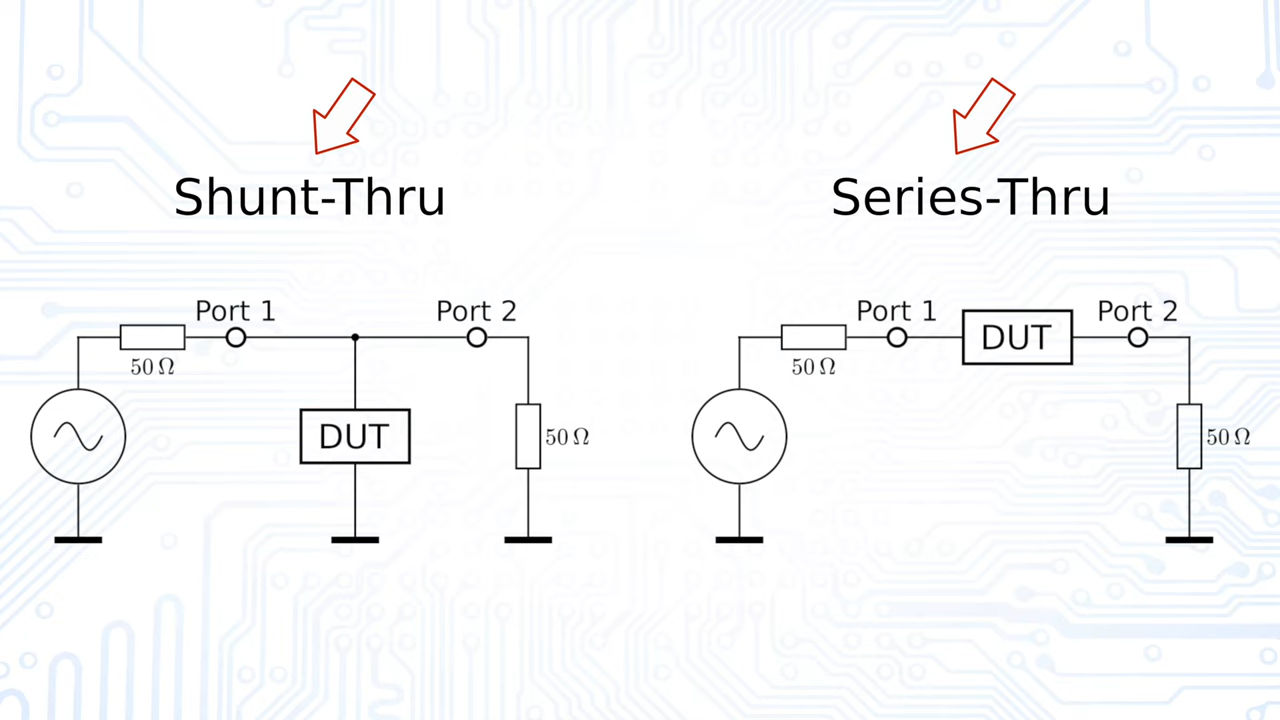 Shunt-Thru
Port 1
Port 2
50 Ω
DUT
50 Ω
Series-Thru
Port 1
DUT
Port 2
50 Ω
50 Ω